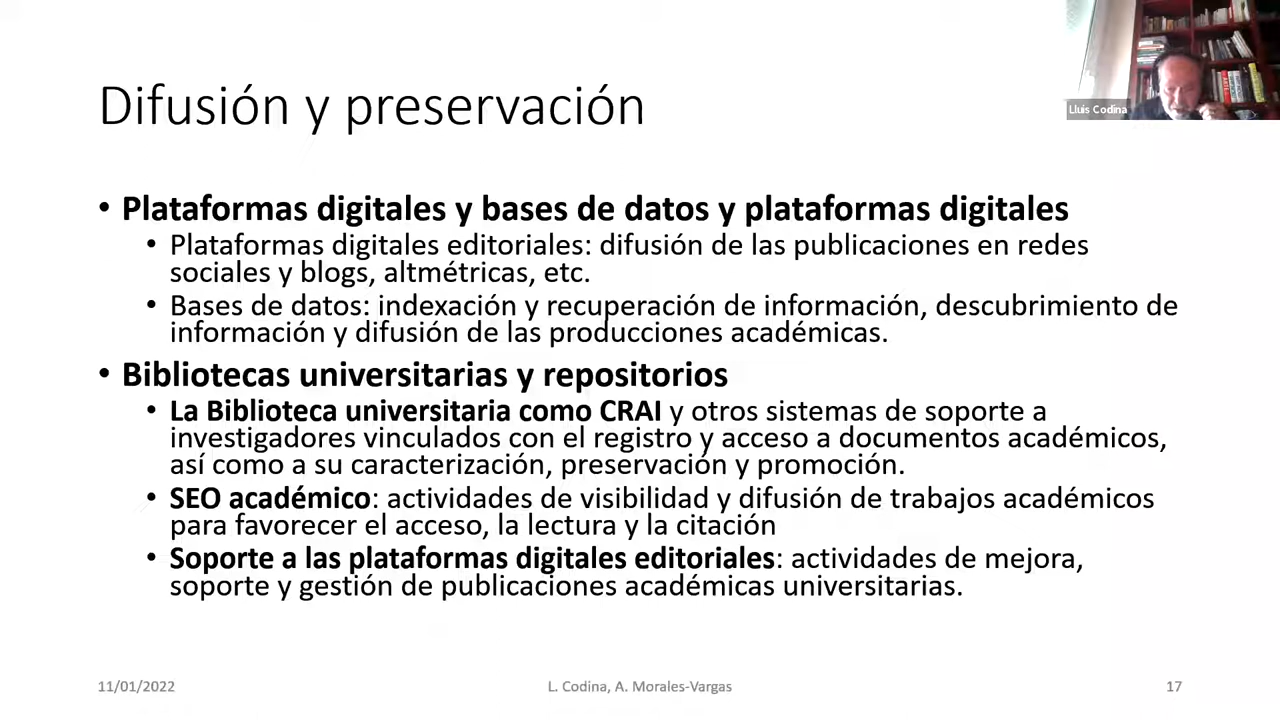 Difusión y preservación
Lluis Codina
• Plataformas digitales y bases de datos y plataformas digitales
• Plataformas digitales editoriales: difusión de las publicaciones en redes
sociales y blogs, altmétricas, etc.
• Bases de datos: indexación y recuperación de información, descubrimiento de
información y difusión de las producciones académicas.
• Bibliotecas universitarias y repositorios
• La Biblioteca universitaria como CRAI y otros sistemas de soporte a
investigadores vinculados con el registro y acceso a documentos académicos,
así como a su caracterización, preservación y promoción.
• SEO académico: actividades de visibilidad y difusión de trabajos académicos
para favorecer el acceso, la lectura y la citación
• Soporte a las plataformas digitales editoriales: actividades de mejora,
soporte y gestión de publicaciones académicas universitarias.
11/01/2022
L. Codina, A. Morales-Vargas
17